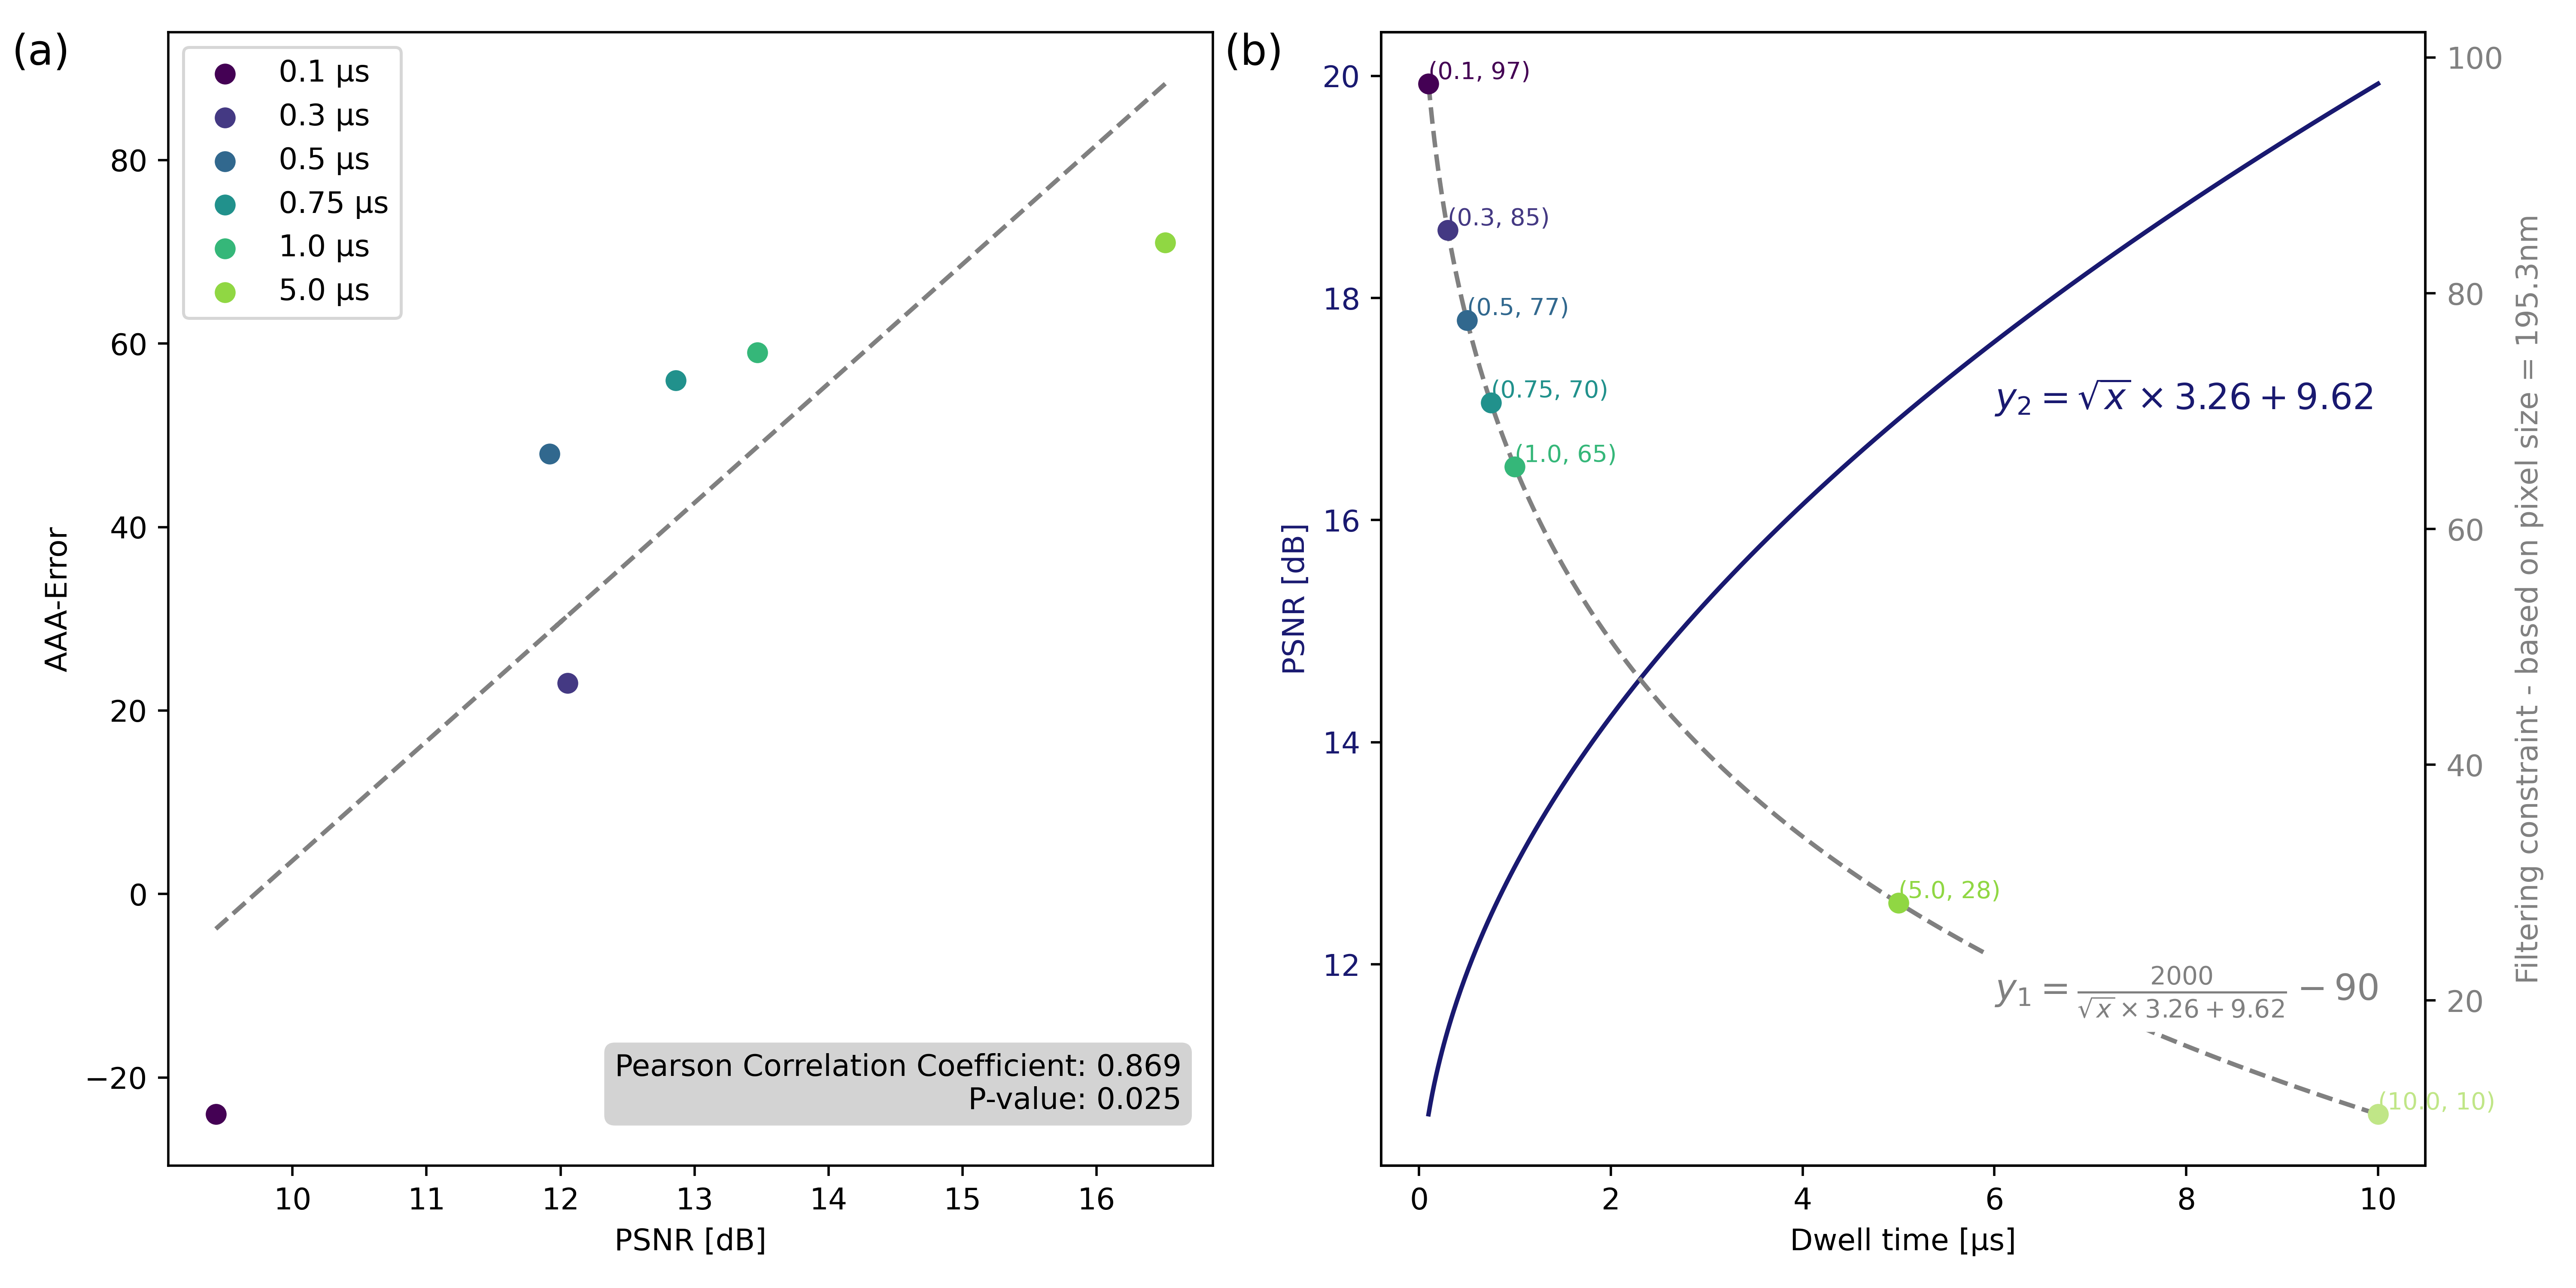 (a)
0.1 µs
0.3 µs
0.5 µs
0.75 µs
1.0 µs
5.0 µs
80
60
40
20
0
−20
AAA-Error
Pearson Correlation Coefficient: 0.869
P-value: 0.025
10 11 12 13 14 15 16
PSNR [dB]
(b)
20
18
16
14
12
PSNR [dB]
(0.1, 97)
(0.3, 85)
(0.5, 77)
(0.75, 70)
(1.0, 65)
(5.0, 28)
(10.0, 10)
y₂ = √x × 3.26 + 9.62
y₁ = 2000 / (√x × 3.26 + 9.62) − 90
100
80
60
40
20
Filtering constraint - based on pixel size = 195.3nm
0 2 4 6 8 10
Dwell time [µs]